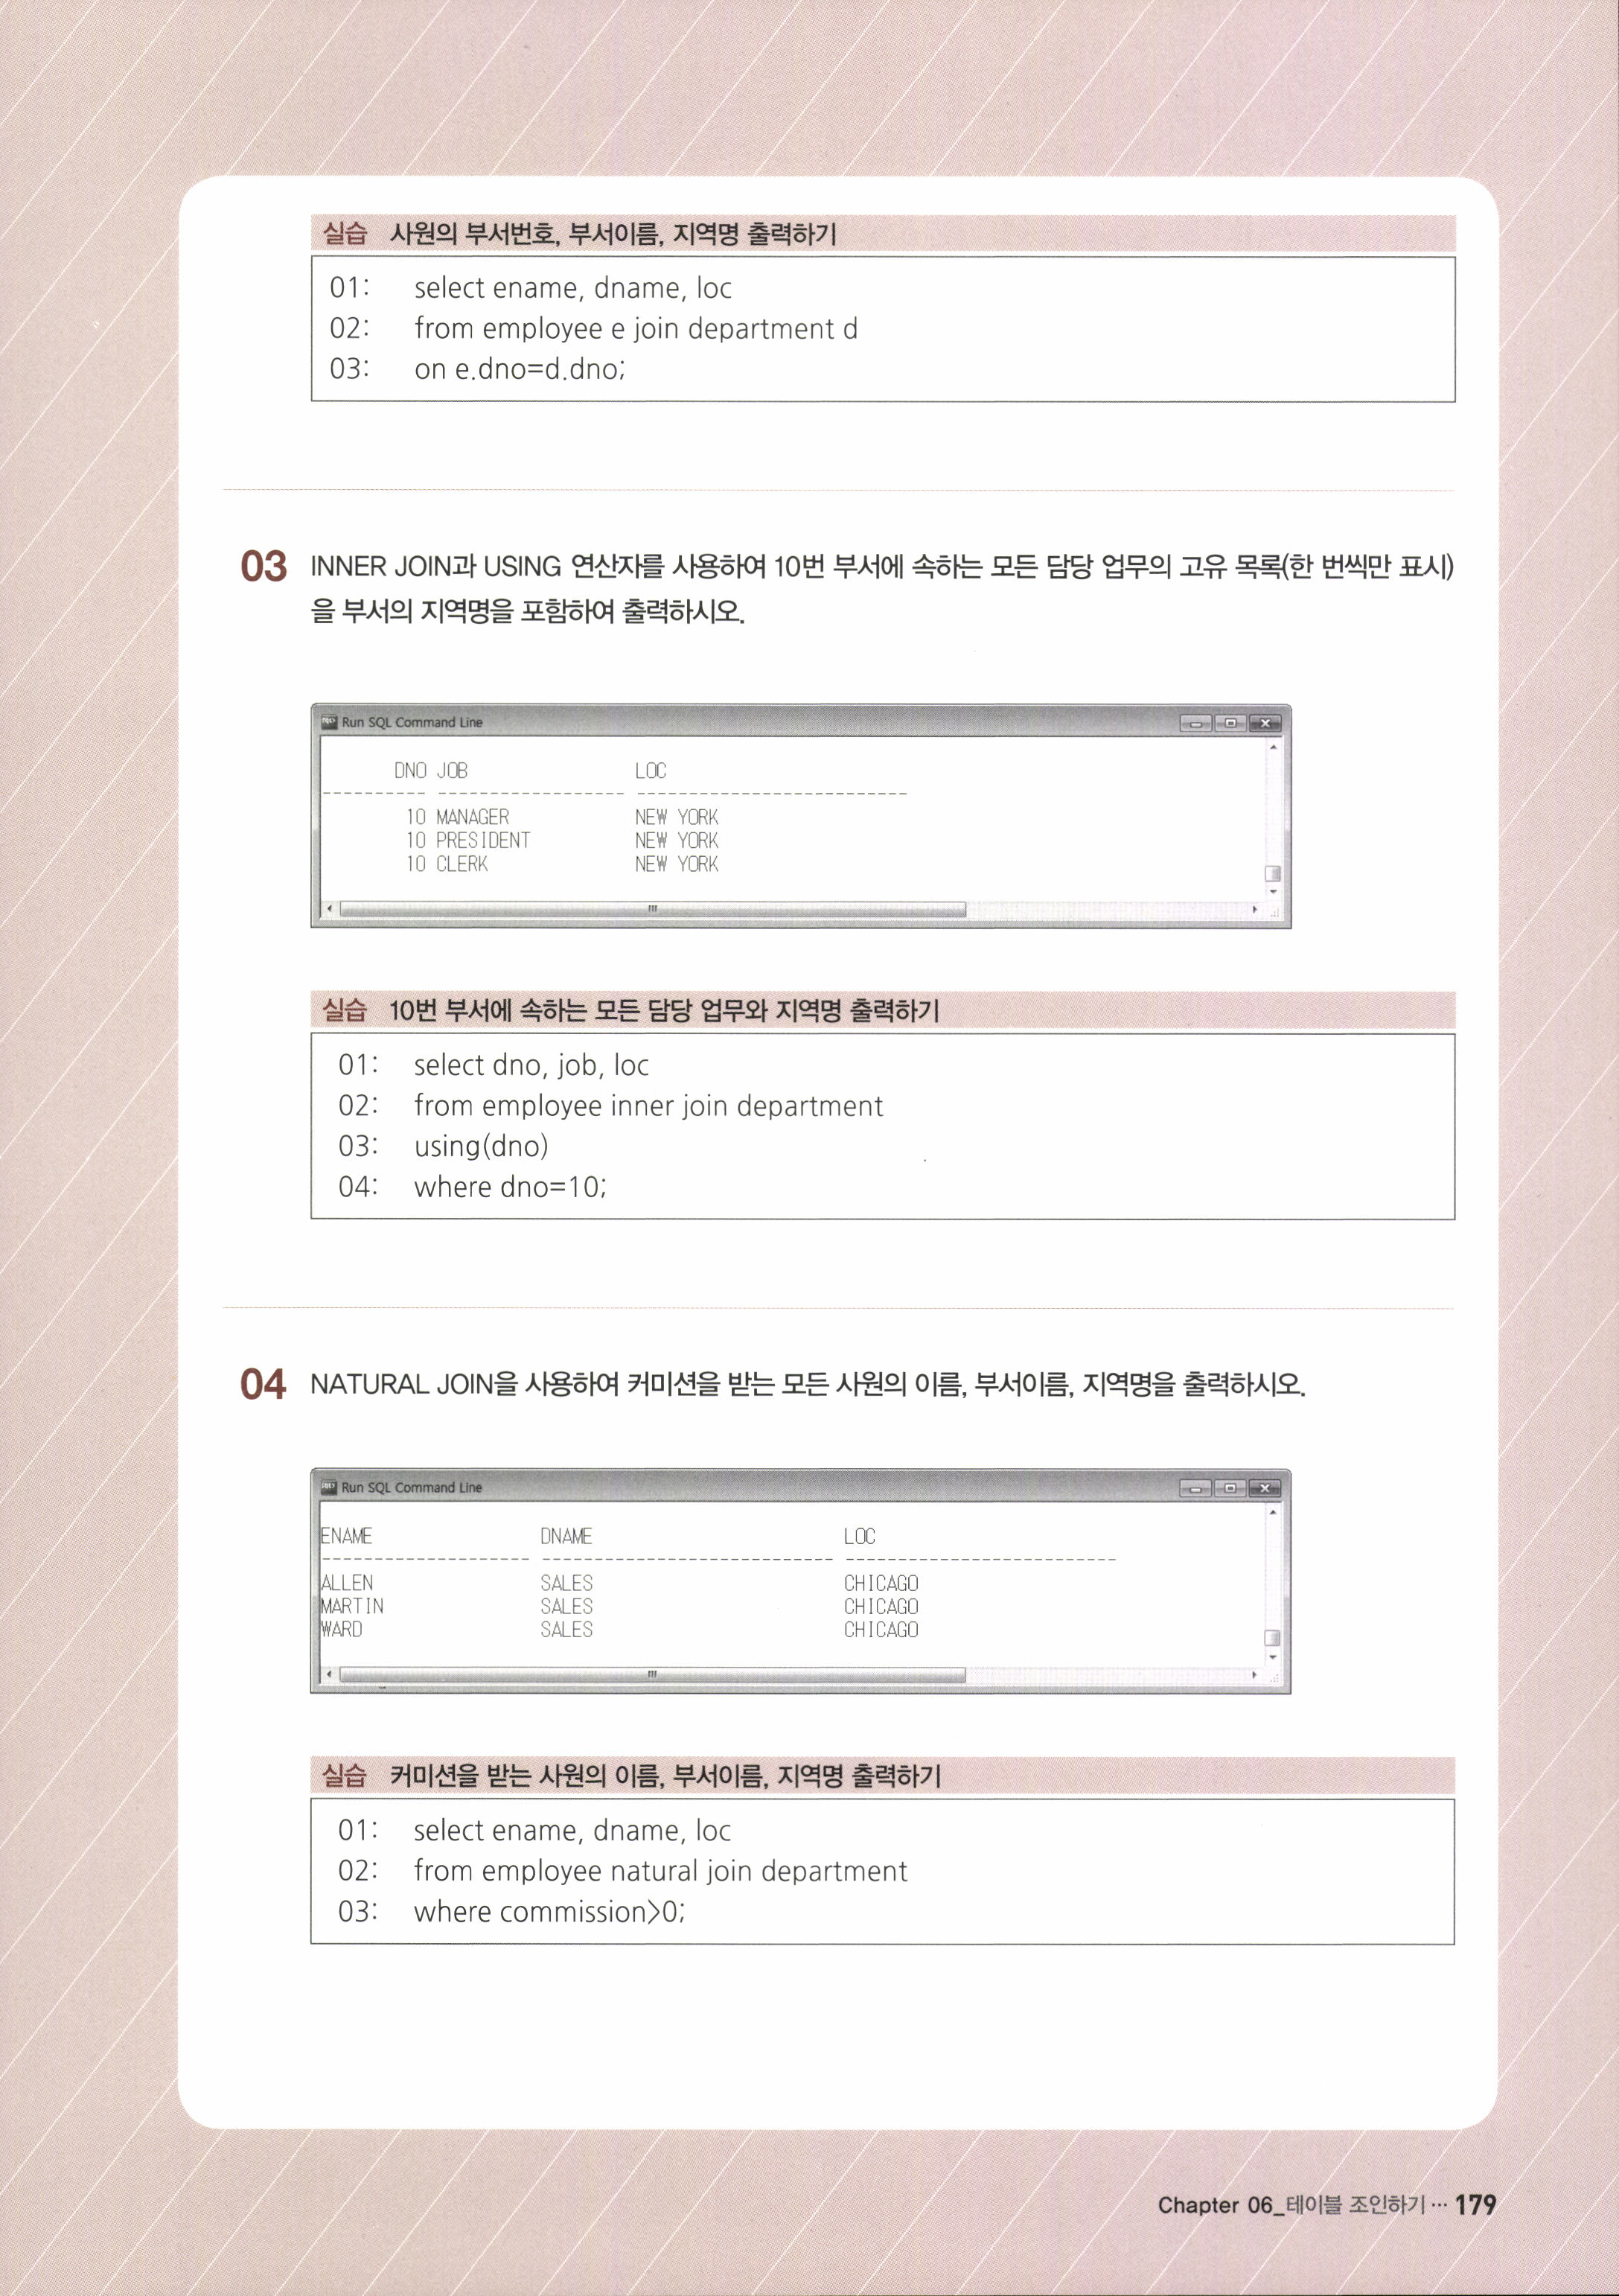 실습 사원의 부서번호, 부서이름, 지역명 출력하기
01: select ename, dname, loc
02: from employee e join department d
03: on e.dno=d.dno;
03 INNER JOIN과 USING 연산자를 사용하여 10번 부서에 속하는 모든 담당 업무의 고유 목록(한 번씩만 표시)
을 부서의 지역명을 포함하여 출력하시오.
Run SQL Command Line
DNO JOB LOC
---------- ------------------ --------------------------
10 MANAGER NEW YORK
10 PRESIDENT NEW YORK
10 CLERK NEW YORK
실습 10번 부서에 속하는 모든 담당 업무와 지역명 출력하기
01: select dno, job, loc
02: from employee inner join department
03: using(dno)
04: where dno=10;
04 NATURAL JOIN을 사용하여 커미션을 받는 모든 사원의 이름, 부서이름, 지역명을 출력하시오.
Run SQL Command Line
ENAME DNAME LOC
-------------------- ---------------------------- --------------------------
ALLEN SALES CHICAGO
MARTIN SALES CHICAGO
WARD SALES CHICAGO
실습 커미션을 받는 사원의 이름, 부서이름, 지역명 출력하기
01: select ename, dname, loc
02: from employee natural join department
03: where commission>0;
Chapter 06_테이블 조인하기 ··· 179